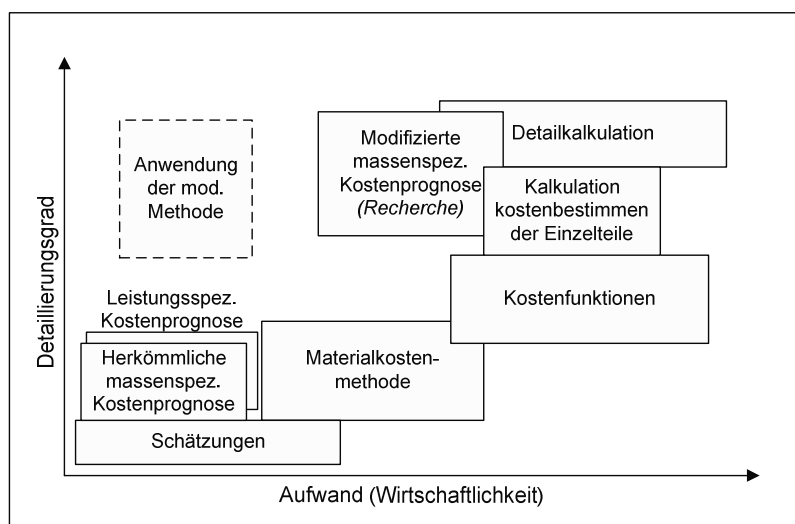 Detaillierungsgrad
Anwendung
der mod.
Methode
Modifizierte
massenspez.
Kostenprognose
(Recherche)
Detailkalkulation
Kalkulation
kostenbestimmen
der Einzelteile
Kostenfunktionen
Leistungsspez.
Kostenprognose
Herkömmliche
massenspez.
Kostenprognose
Materialkosten-
methode
Schätzungen
Aufwand (Wirtschaftlichkeit)